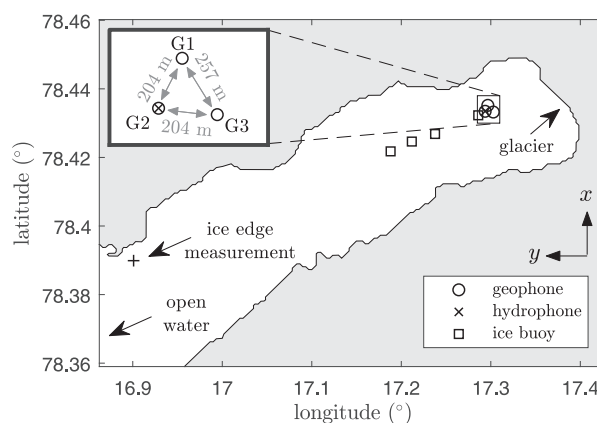 78.46
78.44
78.42
78.4
78.38
78.36
latitude (°)
G1
204 m
257 m
G2
G3
204 m
glacier
ice edge
measurement
open
water
x
y
geophone
hydrophone
ice buoy
16.9
17
17.1
17.2
17.3
17.4
longitude (°)